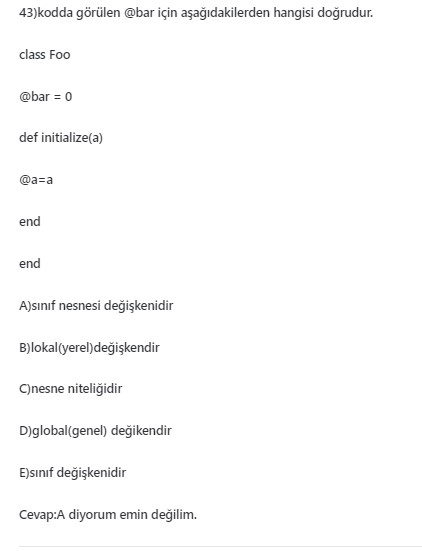 43)kodda görülen @bar için aşağıdakilerden hangisi doğrudur.
class Foo
@bar = 0
def initialize(a)
@a=a
end
end
A)sınıf nesnesi değişkenidir
B)lokal(yerel)değişkendir
C)nesne niteliğidir
D)global(genel) değikendir
E)sınıf değişkenidir
Cevap:A diyorum emin değilim.